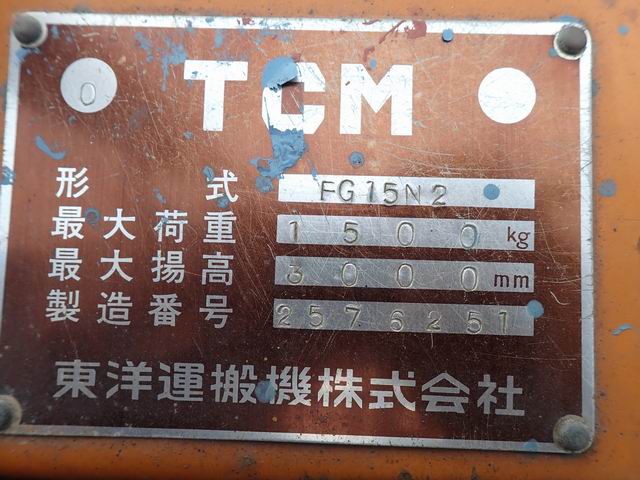 TCM
0
形式 FG15N2
最大荷重 1500 kg
最大揚高 3000 mm
製造番号 2576251
東洋運搬機株式会社